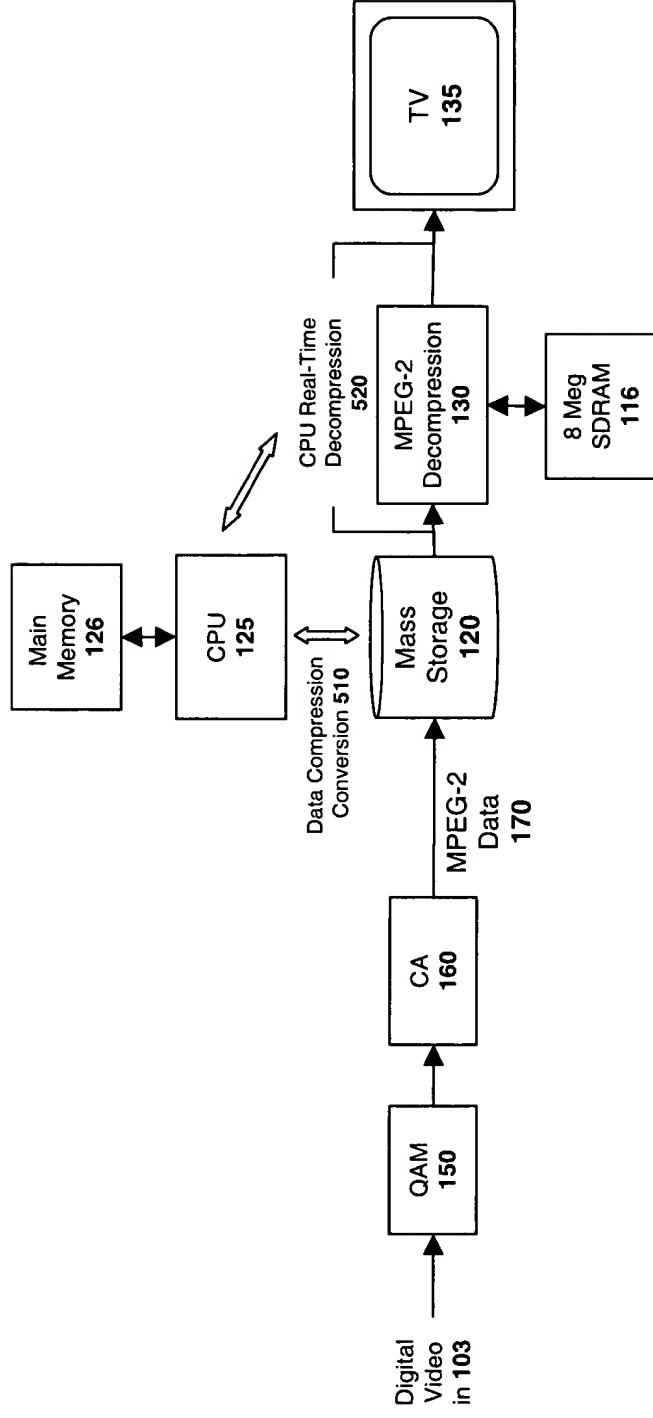 Digital
Video
in 103
QAM
150
CA
160
MPEG-2
Data
170
Mass
Storage
120
Data Compression
Conversion 510
CPU
125
Main
Memory
126
CPU Real-Time
Decompression
520
MPEG-2
Decompression
130
8 Meg
SDRAM
116
TV
135